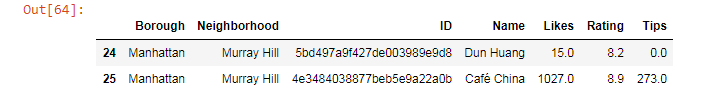 Out[64]:
Borough Neighborhood ID Name Likes Rating Tips
24 Manhattan Murray Hill 5bd497a9f427de003989e9d8 Dun Huang 15.0 8.2 0.0
25 Manhattan Murray Hill 4e3484038877beb5e9a22a0b Café China 1027.0 8.9 273.0